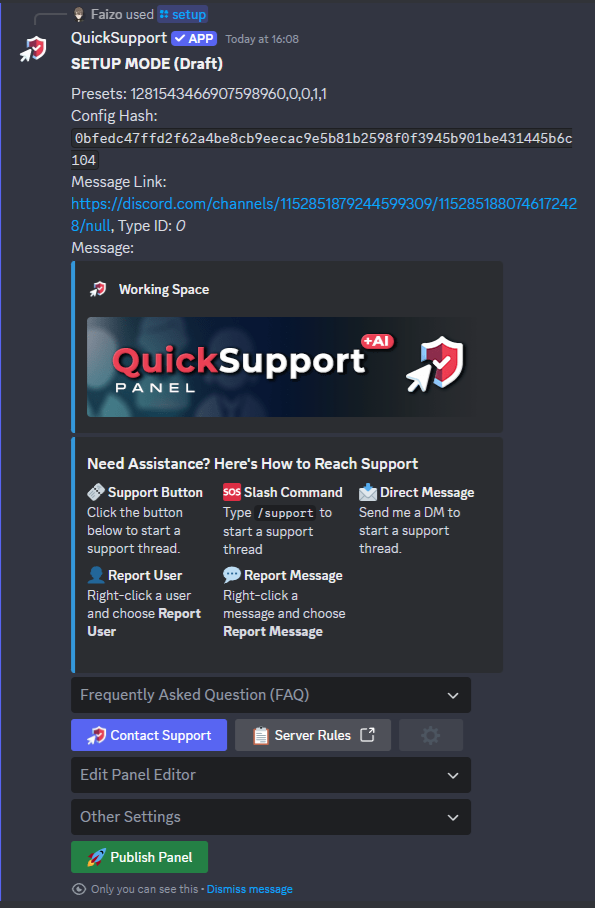 Faizo used setup
QuickSupport ✓ APP Today at 16:08
SETUP MODE (Draft)
Presets: 1281543466907598960,0,0,1,1
Config Hash:
0bfedc47ffd2f62a4be8cb9eecac9e5b81b2598f0f3945b901be431445b6c
104
Message Link:
https://discord.com/channels/1152851879244599309/115285188074617242
8/null, Type ID: 0
Message:
Working Space
QuickSupport +AI
PANEL
Need Assistance? Here's How to Reach Support
Support Button
Click the button
below to start a
support thread.
SOS Slash Command
Type /support to
start a support
thread
Direct Message
Send me a DM to
start a support
thread.
Report User
Right-click a user
and choose Report
User
Report Message
Right-click a
message and choose
Report Message
Frequently Asked Question (FAQ)
Contact Support
Server Rules
Edit Panel Editor
Other Settings
Publish Panel
Only you can see this • Dismiss message